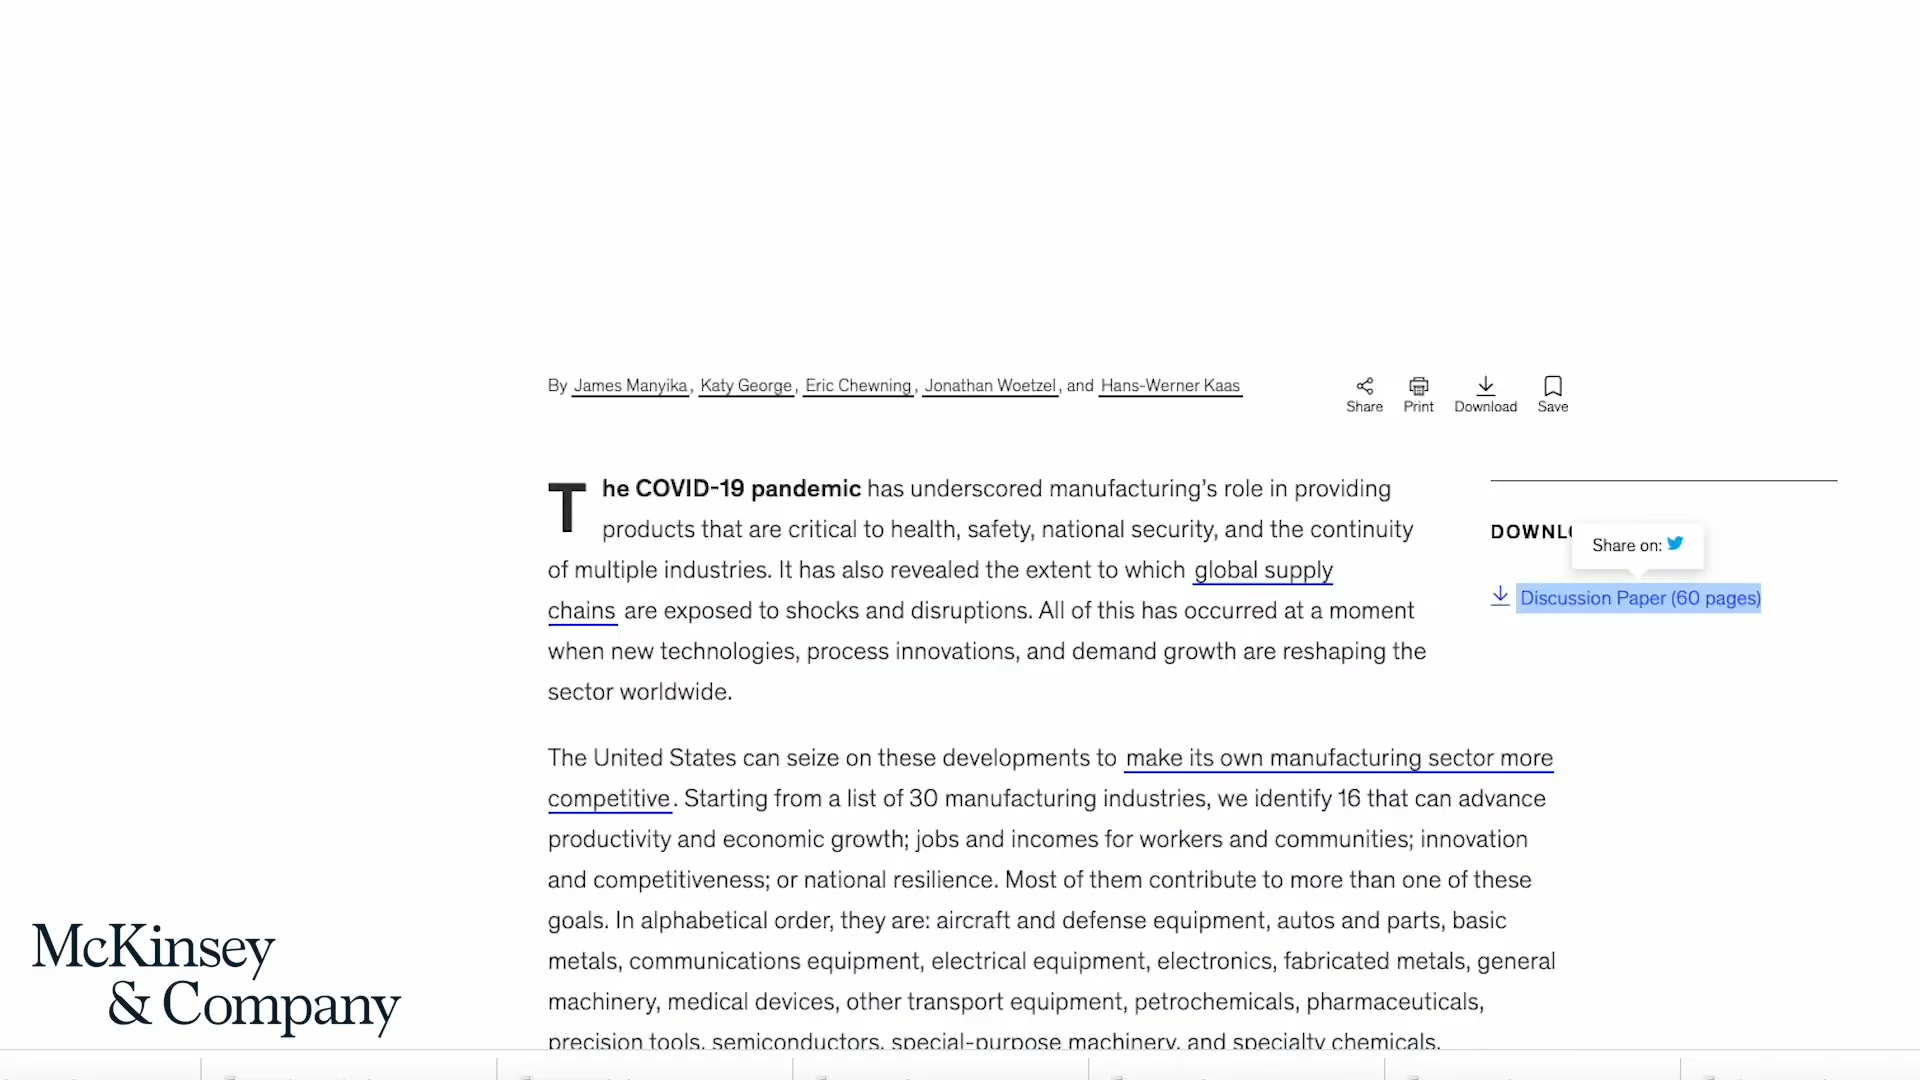 By James Manyika, Katy George, Eric Chewning, Jonathan Woetzel, and Hans-Werner Kaas
Share Print Download Save
The COVID-19 pandemic has underscored manufacturing's role in providing
products that are critical to health, safety, national security, and the continuity
of multiple industries. It has also revealed the extent to which global supply
chains are exposed to shocks and disruptions. All of this has occurred at a moment
when new technologies, process innovations, and demand growth are reshaping the
sector worldwide.
DOWNL
Share on:
Discussion Paper (60 pages)
The United States can seize on these developments to make its own manufacturing sector more
competitive. Starting from a list of 30 manufacturing industries, we identify 16 that can advance
productivity and economic growth; jobs and incomes for workers and communities; innovation
and competitiveness; or national resilience. Most of them contribute to more than one of these
goals. In alphabetical order, they are: aircraft and defense equipment, autos and parts, basic
metals, communications equipment, electrical equipment, electronics, fabricated metals, general
machinery, medical devices, other transport equipment, petrochemicals, pharmaceuticals,
precision tools, semiconductors, special-purpose machinery, and specialty chemicals.
McKinsey
& Company